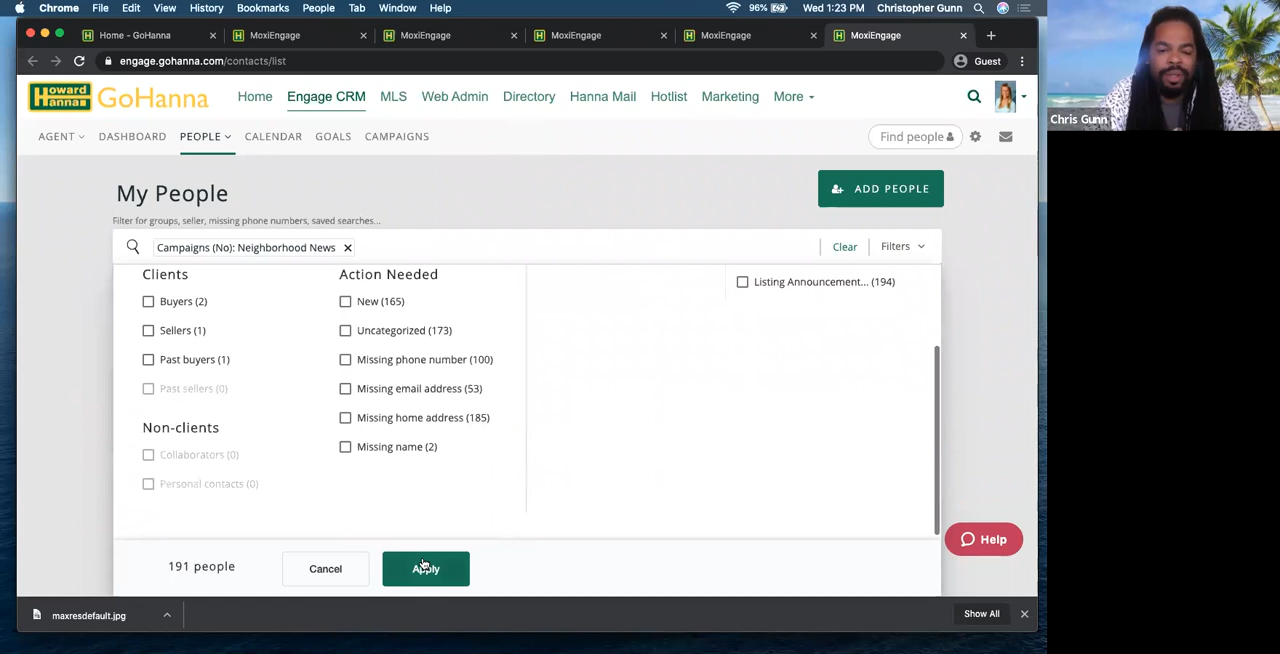 Chrome File Edit View History Bookmarks People Tab Window Help 96% Wed 1:23 PM Christopher Gunn
Home - GoHanna MoxiEngage MoxiEngage MoxiEngage MoxiEngage MoxiEngage
engage.gohanna.com/contacts/list Guest
Howard Hanna GoHanna Home Engage CRM MLS Web Admin Directory Hanna Mail Hotlist Marketing More
Chris Gunn
AGENT DASHBOARD PEOPLE CALENDAR GOALS CAMPAIGNS Find people
My People ADD PEOPLE
Filter for groups, seller, missing phone numbers, saved searches...
Campaigns (No): Neighborhood News Clear Filters
Clients Action Needed
Listing Announcement... (194)
Buyers (2) New (165)
Sellers (1) Uncategorized (173)
Past buyers (1) Missing phone number (100)
Past sellers (0) Missing email address (53)
Non-clients Missing home address (185)
Collaborators (0) Missing name (2)
Personal contacts (0)
Help
191 people Cancel Apply
maxresdefault.jpg Show All